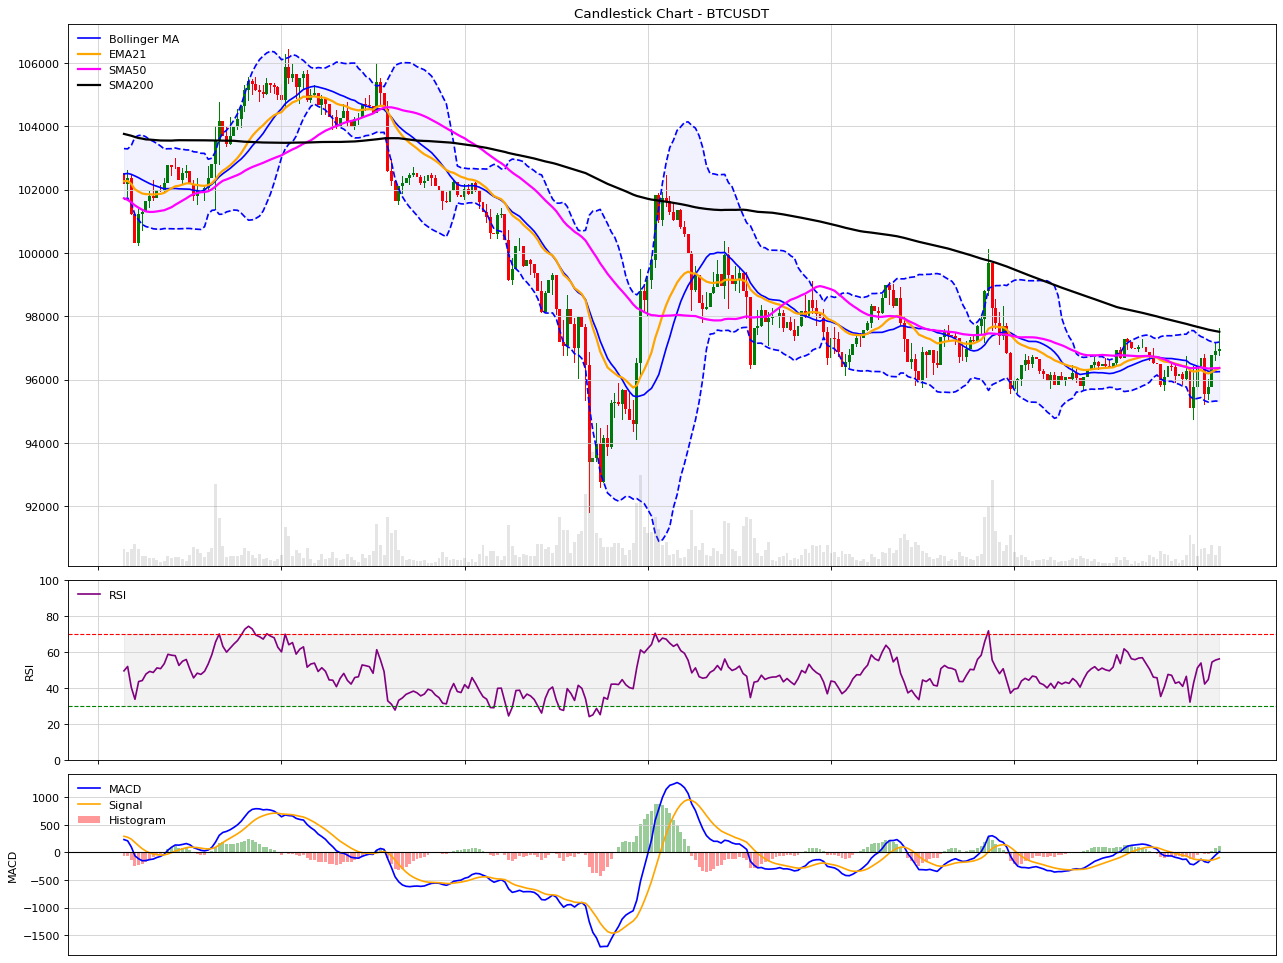 Candlestick Chart - BTCUSDT
Bollinger MA
EMA21
SMA50
SMA200
106000
104000
102000
100000
98000
96000
94000
92000
RSI
100
80
60
40
20
0
RSI
MACD
Signal
Histogram
1000
500
0
−500
−1000
−1500
MACD